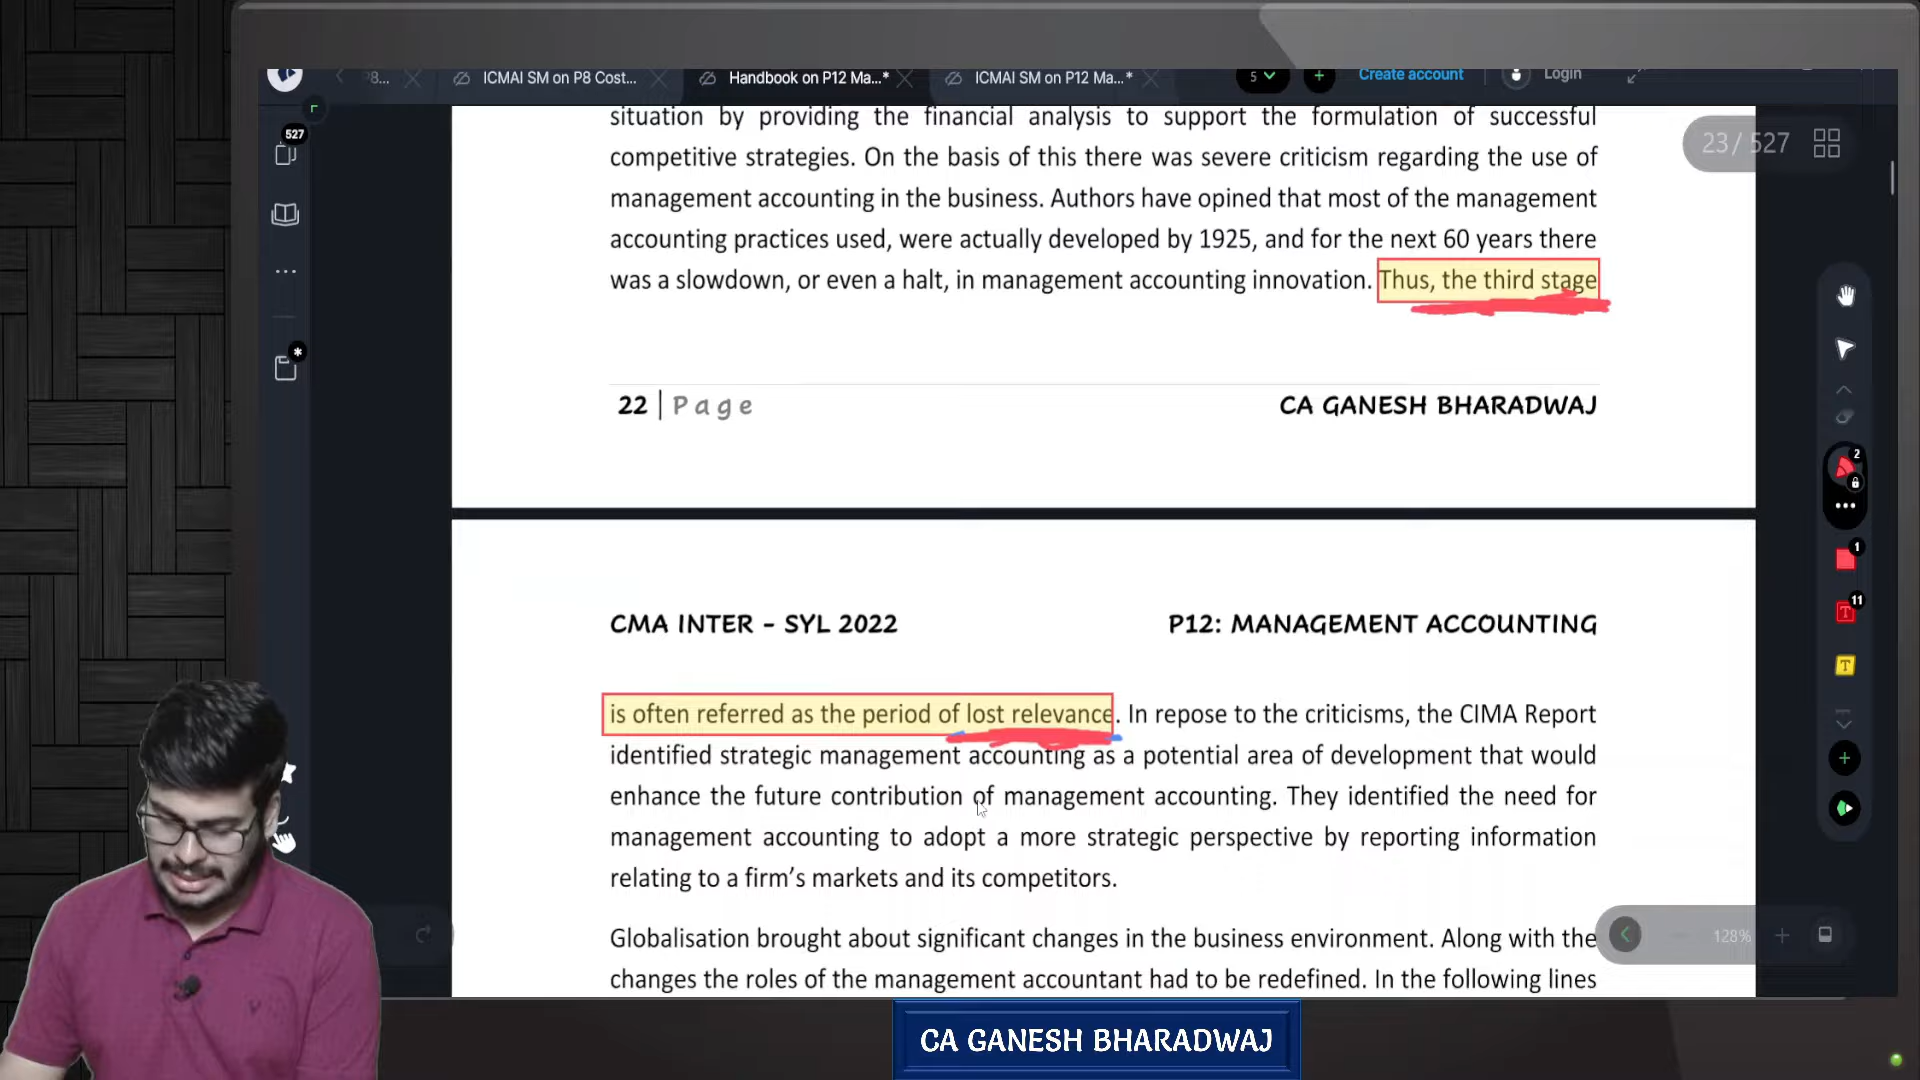 P8...
ICMAI SM on P8 Cost...
Handbook on P12 Ma...*
ICMAI SM on P12 Ma...*
5
Create account
Login
527
23 / 527
situation by providing the financial analysis to support the formulation of successful
competitive strategies. On the basis of this there was severe criticism regarding the use of
management accounting in the business. Authors have opined that most of the management
accounting practices used, were actually developed by 1925, and for the next 60 years there
was a slowdown, or even a halt, in management accounting innovation. Thus, the third stage
22 | Page
CA GANESH BHARADWAJ
CMA INTER – SYL 2022
P12: MANAGEMENT ACCOUNTING
is often referred as the period of lost relevance. In repose to the criticisms, the CIMA Report
identified strategic management accounting as a potential area of development that would
enhance the future contribution of management accounting. They identified the need for
management accounting to adopt a more strategic perspective by reporting information
relating to a firm's markets and its competitors.
Globalisation brought about significant changes in the business environment. Along with the
changes the roles of the management accountant had to be redefined. In the following lines
2
1
T
11
T
128%
CA GANESH BHARADWAJ